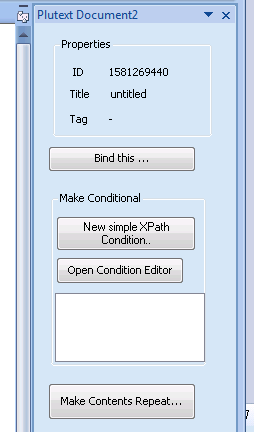 Plutext Document2
Properties
ID 1581269440
Title untitled
Tag -
Bind this ...
Make Conditional
New simple XPath
Condition..
Open Condition Editor
Make Contents Repeat...